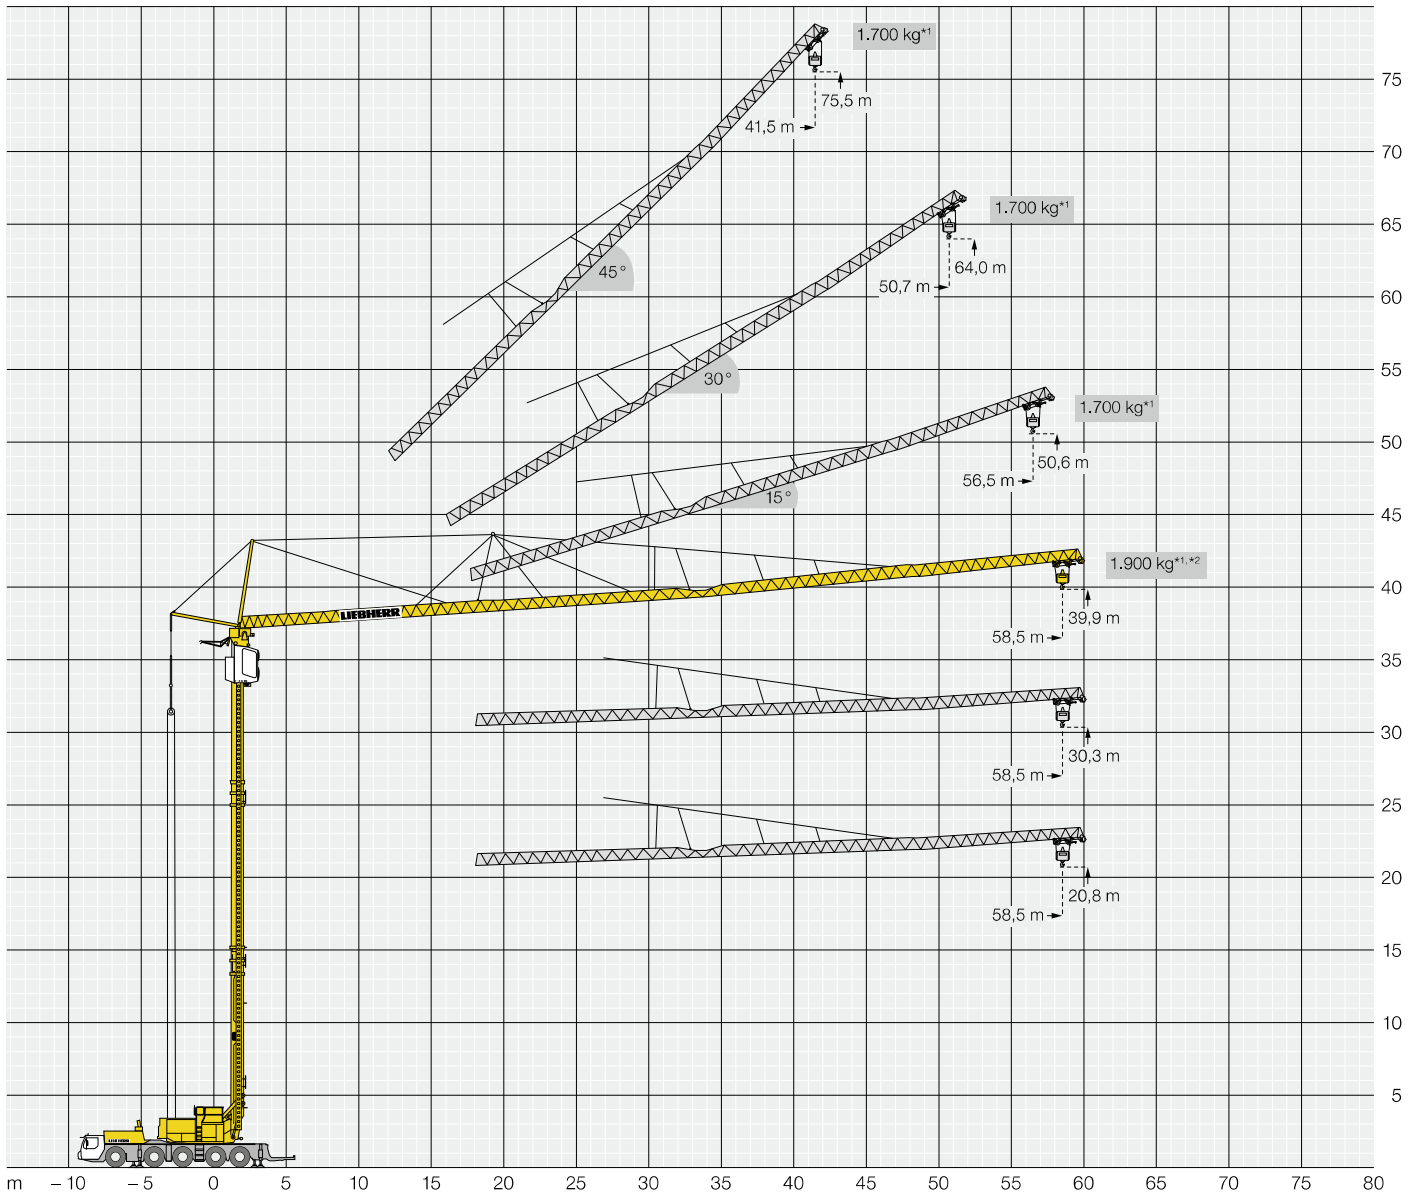 1.700 kg*1
75
75,5 m
41,5 m
70
1.700 kg*1
65
64,0 m
45°
50,7 m
60
55
30°
1.700 kg*1
50
50,6 m
56,5 m
15°
45
1.900 kg*1,*2
40
LIEBHERR
39,9 m
58,5 m
35
30
30,3 m
58,5 m
25
20
20,8 m
58,5 m
15
10
5
LIEBHERR
m -10 -5 0 5 10 15 20 25 30 35 40 45 50 55 60 65 70 75 80